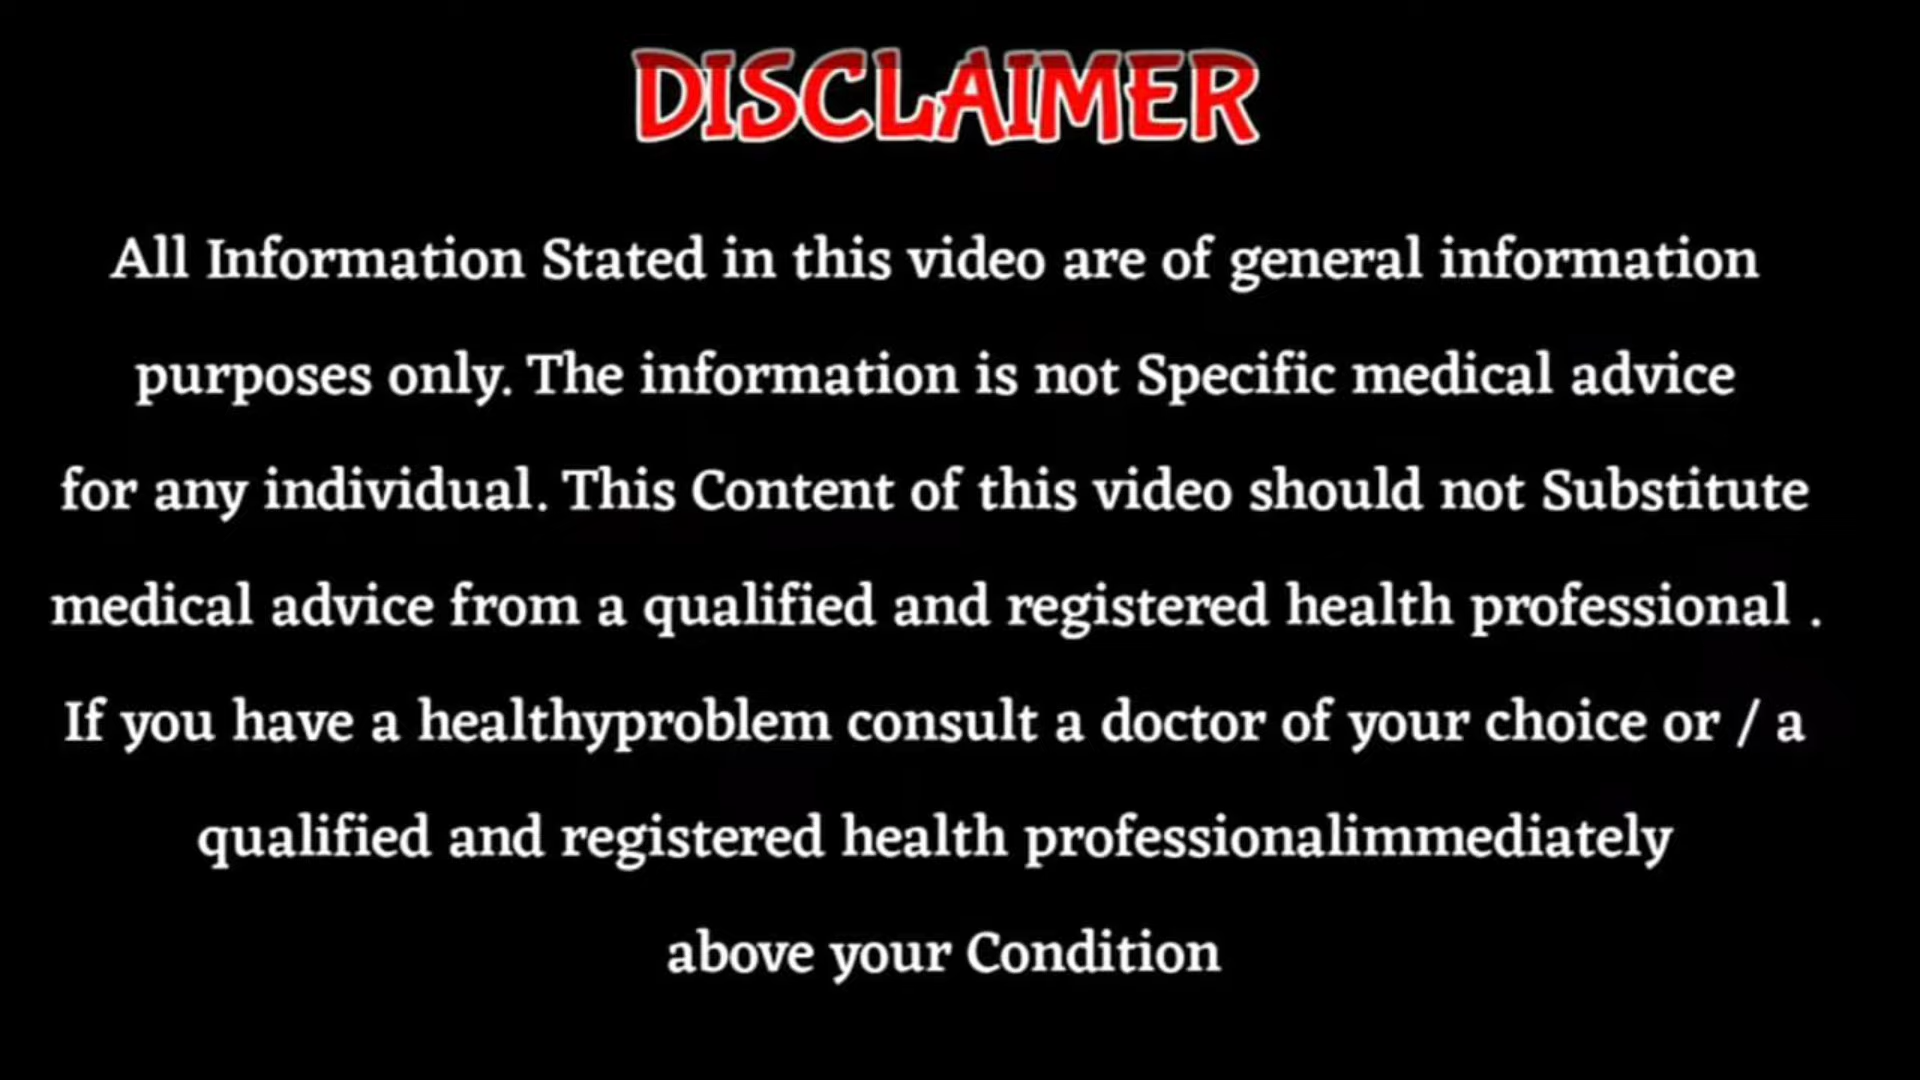 DISCLAIMER
All Information Stated in this video are of general information
purposes only. The information is not Specific medical advice
for any individual. This Content of this video should not Substitute
medical advice from a qualified and registered health professional .
If you have a healthyproblem consult a doctor of your choice or / a
qualified and registered health professionalimmediately
above your Condition